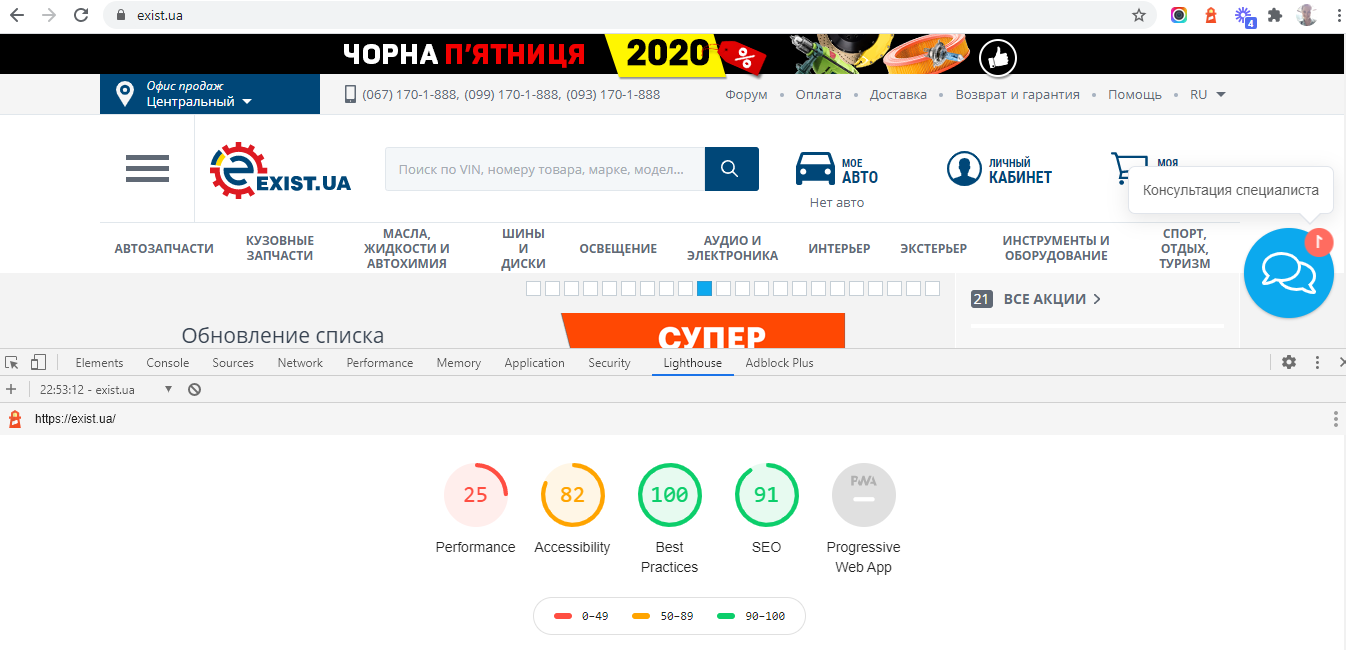 exist.ua
4
ЧОРНА П'ЯТНИЦЯ 2020 %
Офис продаж
Центральный
(067) 170-1-888, (099) 170-1-888, (093) 170-1-888
Форум • Оплата • Доставка • Возврат и гарантия • Помощь • RU
EXIST.UA
Поиск по VIN, номеру товара, марке, модел...
МОЕ
АВТО
Нет авто
ЛИЧНЫЙ
КАБИНЕТ
МОЯ
Консультация специалиста
1
АВТОЗАПЧАСТИ
КУЗОВНЫЕ
ЗАПЧАСТИ
МАСЛА,
ЖИДКОСТИ И
АВТОХИМИЯ
ШИНЫ
И
ДИСКИ
ОСВЕЩЕНИЕ
АУДИО И
ЭЛЕКТРОНИКА
ИНТЕРЬЕР
ЭКСТЕРЬЕР
ИНСТРУМЕНТЫ И
ОБОРУДОВАНИЕ
СПОРТ,
ОТДЫХ,
ТУРИЗМ
21 ВСЕ АКЦИИ
Обновление списка
СУПЕР
Elements Console Sources Network Performance Memory Application Security Lighthouse Adblock Plus
22:53:12 - exist.ua
https://exist.ua/
25
Performance
82
Accessibility
100
Best
Practices
91
SEO
PWA
Progressive
Web App
0–49 50–89 90–100